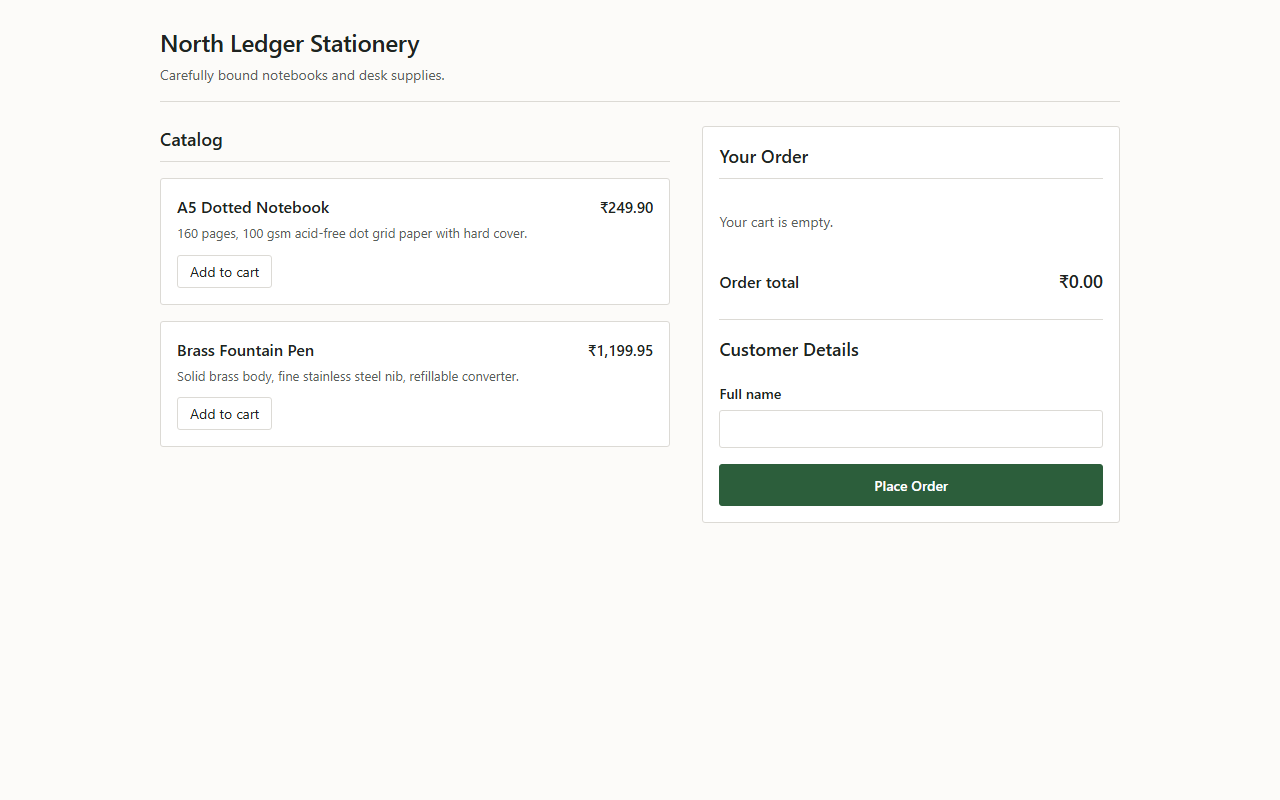 North Ledger Stationery
Carefully bound notebooks and desk supplies.
Catalog
A5 Dotted Notebook
₹249.90
160 pages, 100 gsm acid-free dot grid paper with hard cover.
Add to cart
Brass Fountain Pen
₹1,199.95
Solid brass body, fine stainless steel nib, refillable converter.
Add to cart
Your Order
Your cart is empty.
Order total
₹0.00
Customer Details
Full name
Place Order